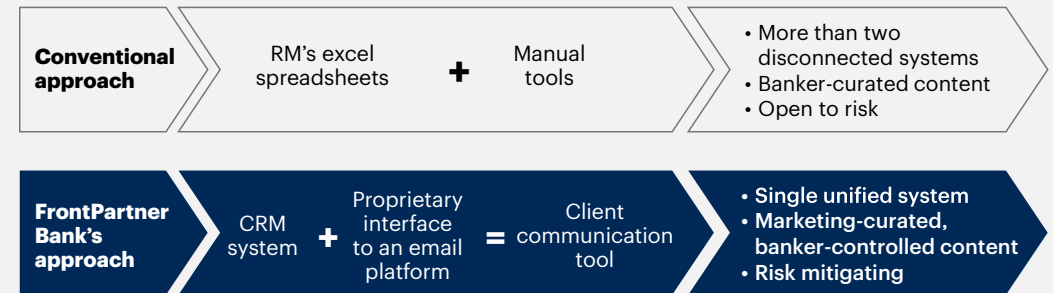 Conventional
approach
RM's excel
spreadsheets
+
Manual
tools
• More than two
disconnected systems
• Banker-curated content
• Open to risk
FrontPartner
Bank's
approach
CRM
system
+
Proprietary
interface
to an email
platform
=
Client
communication
tool
• Single unified system
• Marketing-curated,
banker-controlled content
• Risk mitigating